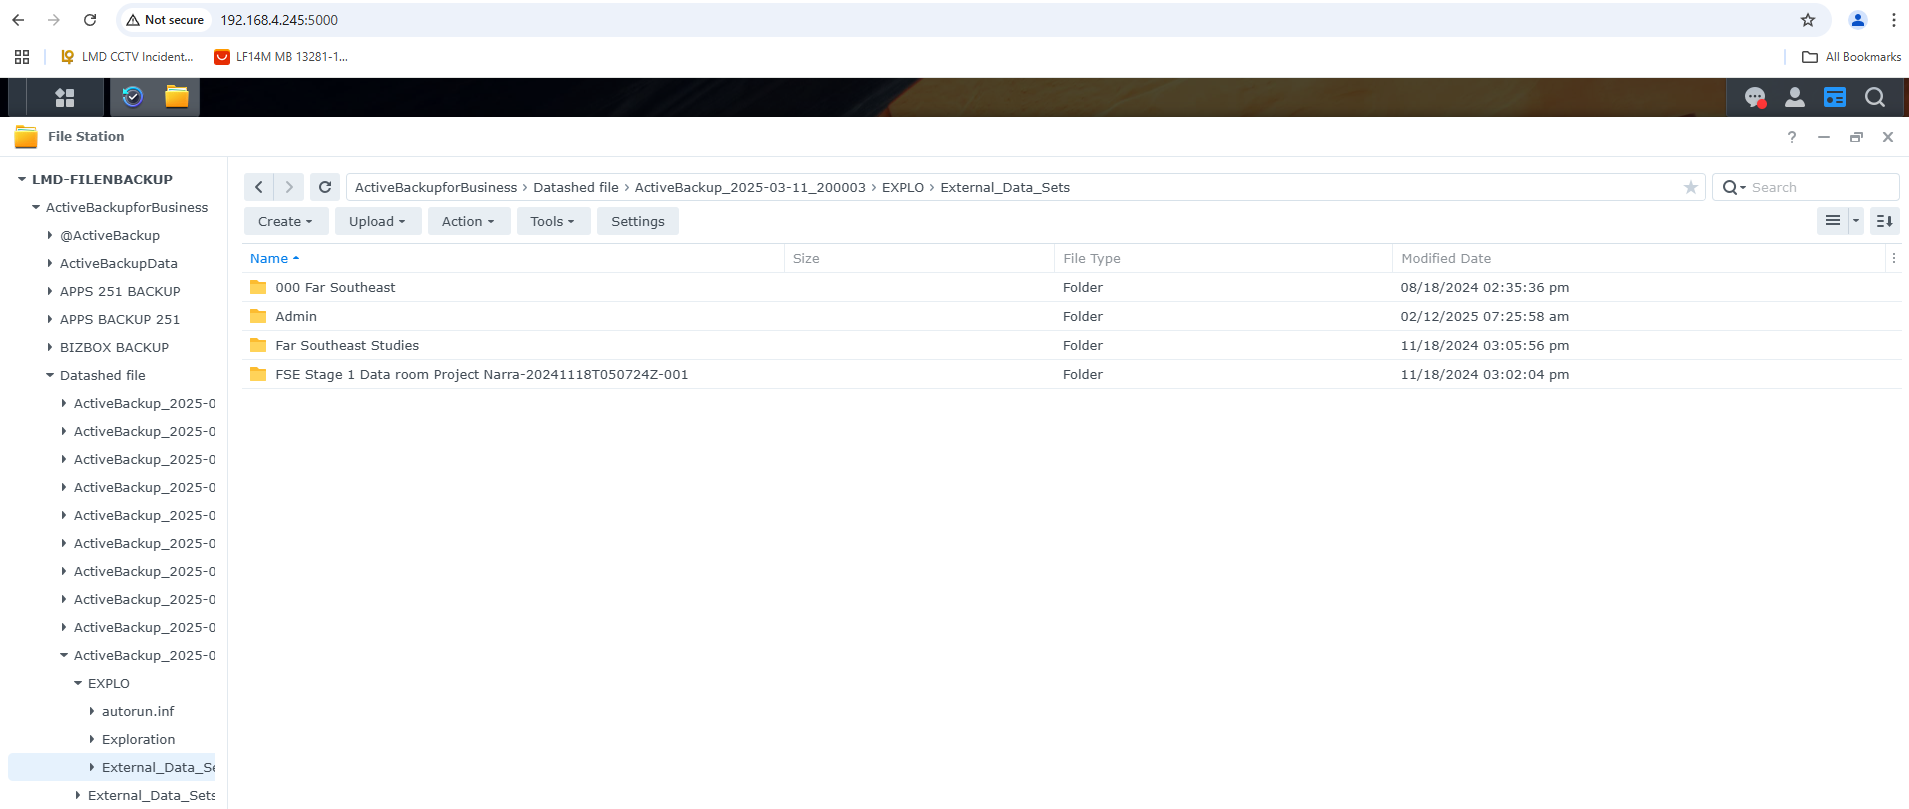 Not secure 192.168.4.245:5000
LMD CCTV Incident... LF14M MB 13281-1... All Bookmarks
File Station ?
LMD-FILENBACKUP
ActiveBackupforBusiness
@ActiveBackup
ActiveBackupData
APPS 251 BACKUP
APPS BACKUP 251
BIZBOX BACKUP
Datashed file
ActiveBackup_2025-0
ActiveBackup_2025-0
ActiveBackup_2025-0
ActiveBackup_2025-0
ActiveBackup_2025-0
ActiveBackup_2025-0
ActiveBackup_2025-0
ActiveBackup_2025-0
ActiveBackup_2025-0
ActiveBackup_2025-0
EXPLO
autorun.inf
Exploration
External_Data_Se
External_Data_Sets
ActiveBackupforBusiness › Datashed file › ActiveBackup_2025-03-11_200003 › EXPLO › External_Data_Sets Search
Create Upload Action Tools Settings
Name Size File Type Modified Date
000 Far Southeast Folder 08/18/2024 02:35:36 pm
Admin Folder 02/12/2025 07:25:58 am
Far Southeast Studies Folder 11/18/2024 03:05:56 pm
FSE Stage 1 Data room Project Narra-20241118T050724Z-001 Folder 11/18/2024 03:02:04 pm